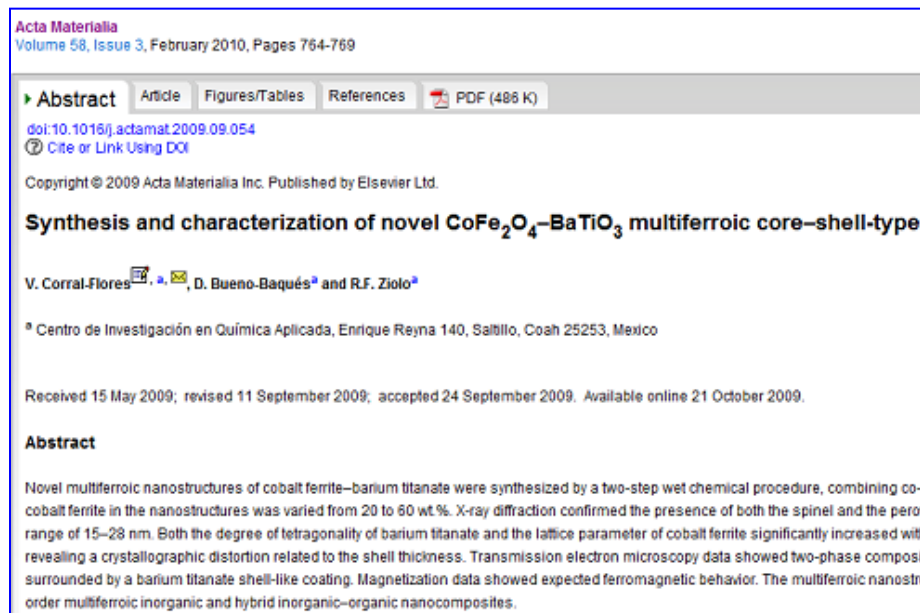 Acta Materialia
Volume 58, Issue 3, February 2010, Pages 764-769
Abstract Article Figures/Tables References PDF (486 K)
doi:10.1016/j.actamat.2009.09.054
Cite or Link Using DOI
Copyright © 2009 Acta Materialia Inc. Published by Elsevier Ltd.
Synthesis and characterization of novel CoFe₂O₄–BaTiO₃ multiferroic core–shell-type
V. Corral-Flores ᵃ, , D. Bueno-Baquésᵃ and R.F. Zioloᵃ
ᵃ Centro de Investigación en Química Aplicada, Enrique Reyna 140, Saltillo, Coah 25253, Mexico
Received 15 May 2009; revised 11 September 2009; accepted 24 September 2009. Available online 21 October 2009.
Abstract
Novel multiferroic nanostructures of cobalt ferrite–barium titanate were synthesized by a two-step wet chemical procedure, combining co-
cobalt ferrite in the nanostructures was varied from 20 to 60 wt.%. X-ray diffraction confirmed the presence of both the spinel and the pero
range of 15–28 nm. Both the degree of tetragonality of barium titanate and the lattice parameter of cobalt ferrite significantly increased wit
revealing a crystallographic distortion related to the shell thickness. Transmission electron microscopy data showed two-phase composi
surrounded by a barium titanate shell-like coating. Magnetization data showed expected ferromagnetic behavior. The multiferroic nanostr
order multiferroic inorganic and hybrid inorganic–organic nanocomposites.